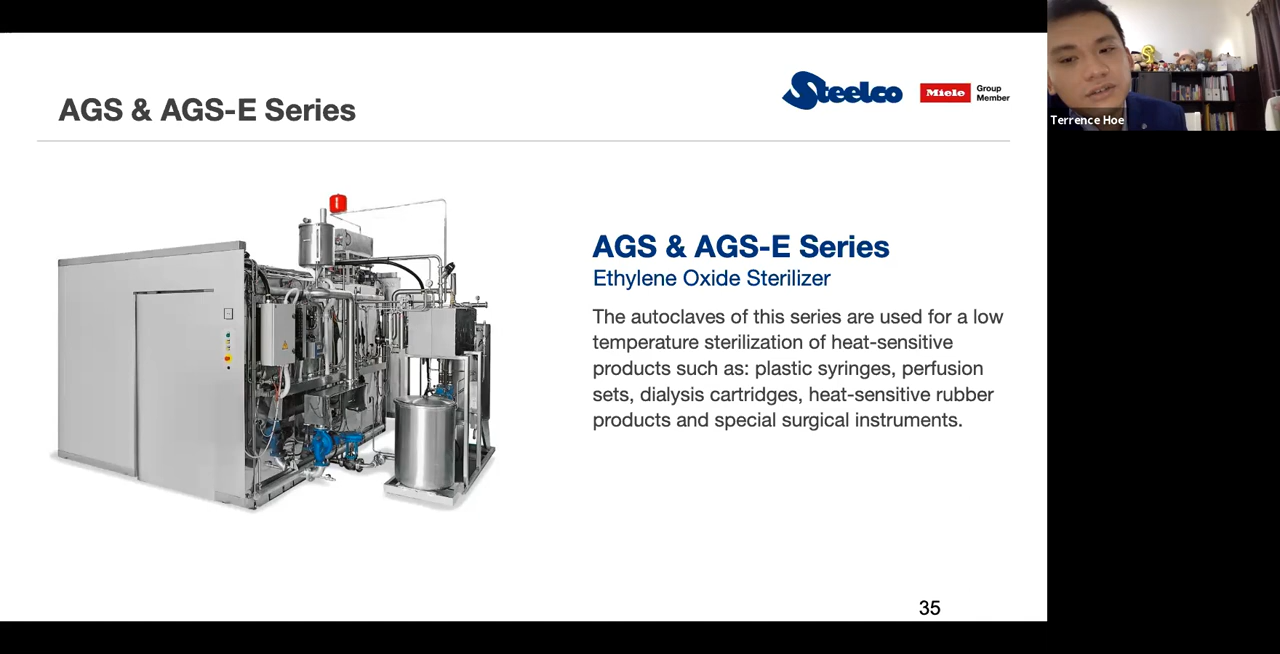 AGS & AGS-E Series
Steelco
Miele
Group
Member
Terrence Hoe
AGS & AGS-E Series
Ethylene Oxide Sterilizer
The autoclaves of this series are used for a low
temperature sterilization of heat-sensitive
products such as: plastic syringes, perfusion
sets, dialysis cartridges, heat-sensitive rubber
products and special surgical instruments.
35